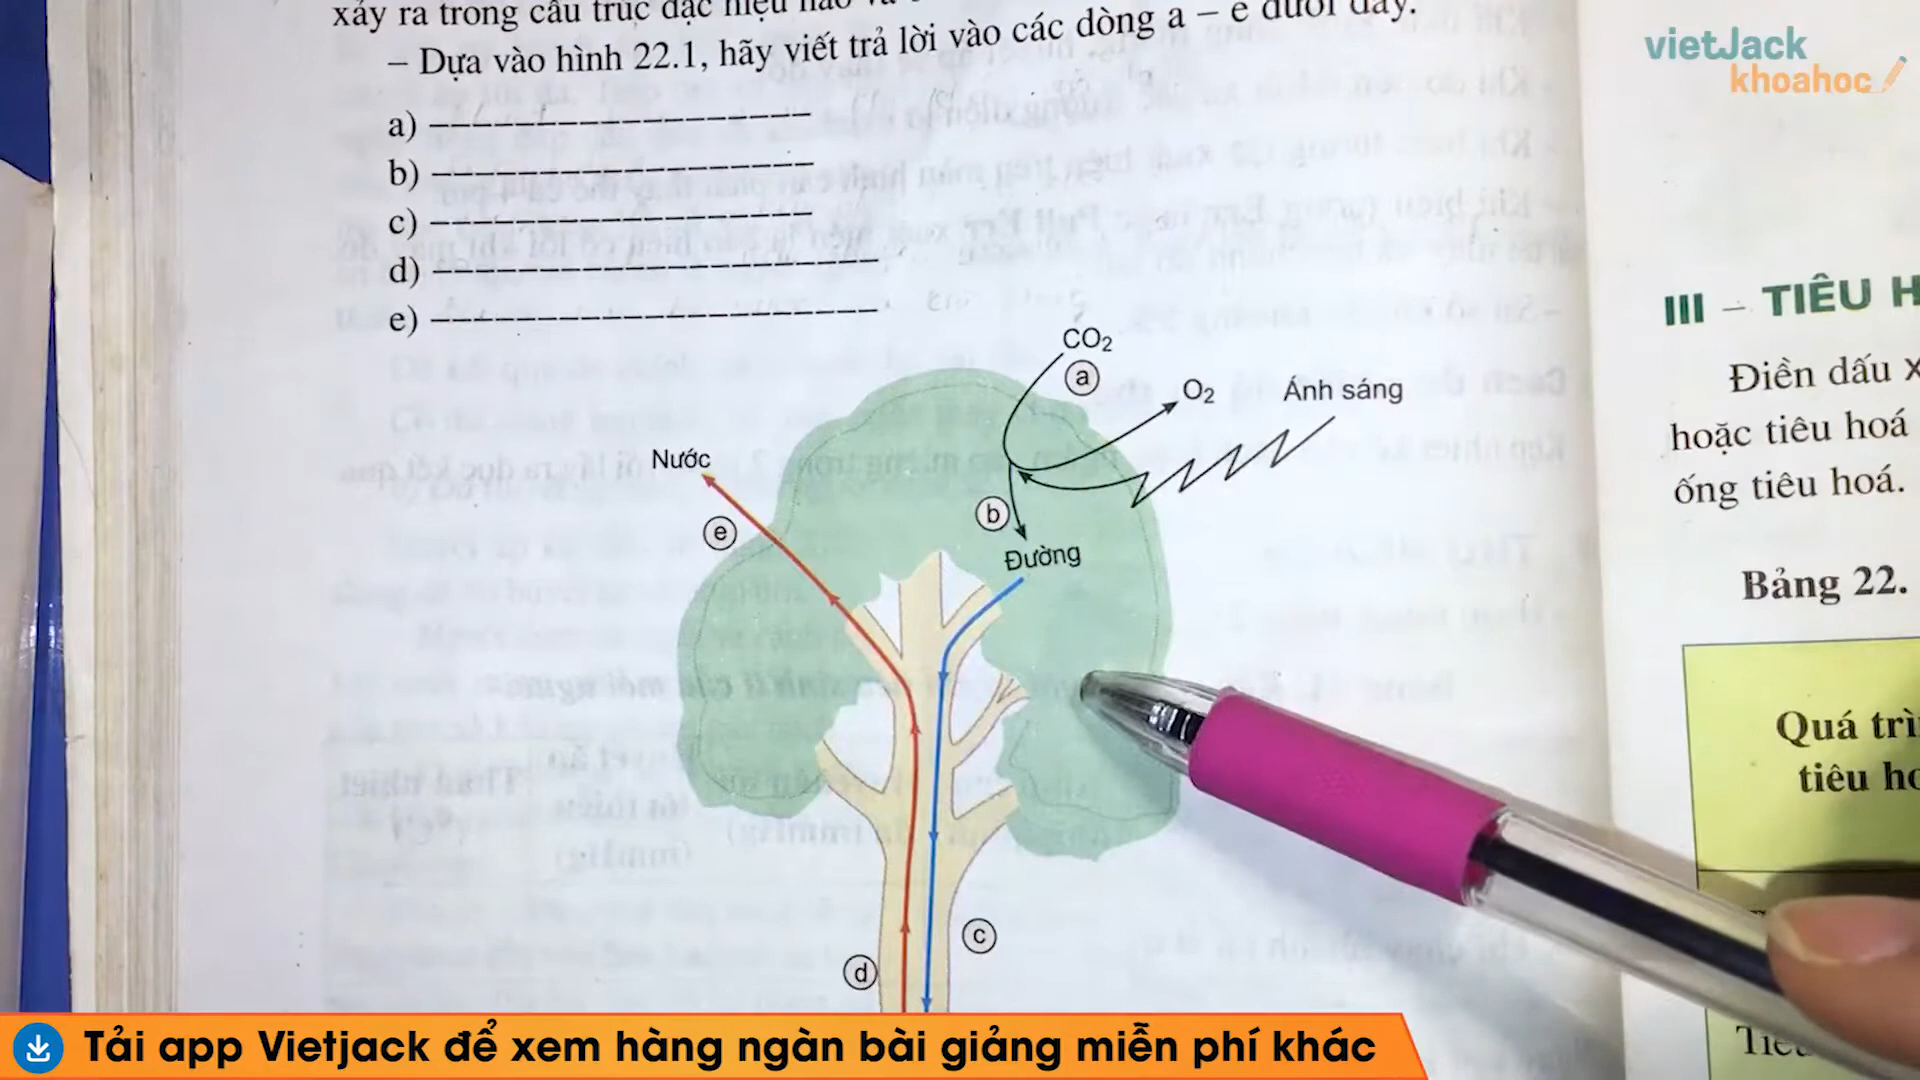 xảy ra trong cấu trúc đặc hiệu nào
– Dựa vào hình 22.1, hãy viết trả lời vào các dòng a – e dưới đây.
a)
b)
c)
d)
e)
CO2
a
O2
Ánh sáng
Nước
e
b
Đường
c
d
III – TIÊU H
Điền dấu x
hoặc tiêu hoá
ống tiêu hoá.
Bảng 22.
Quá trì
tiêu ho
vietJack
khoahoc
Tải app Vietjack để xem hàng ngàn bài giảng miễn phí khác